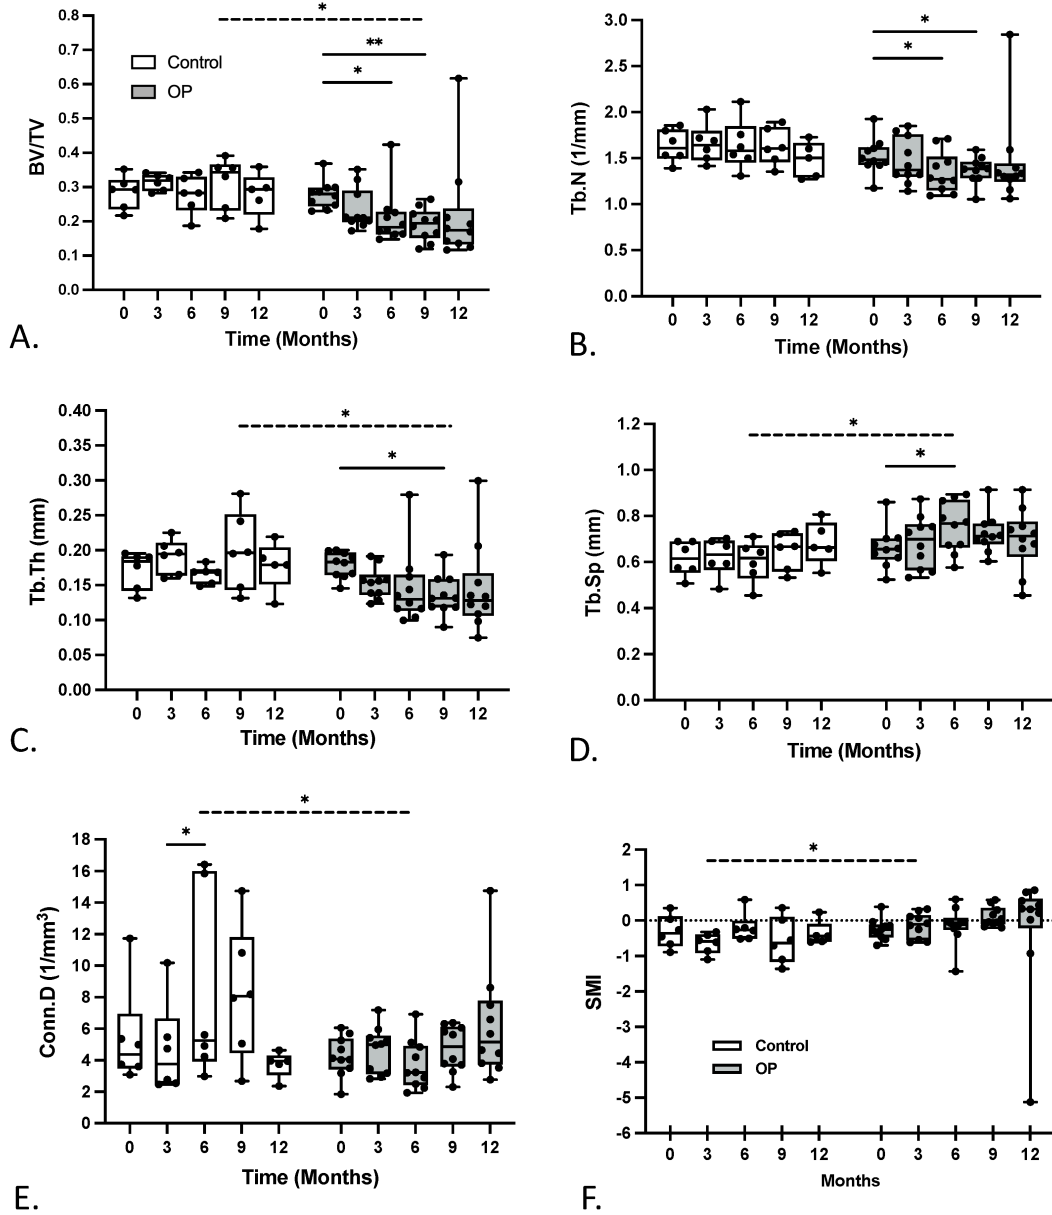 *
0.8
0.7
**
0.6
*
0.5
0.4
0.3
0.2
0.1
0.0
BV/TV
Control
OP
0 3 6 9 12 0 3 6 9 12
Time (Months)
A.
3.0
*
2.5
*
2.0
1.5
1.0
0.5
0.0
Tb.N (1/mm)
0 3 6 9 12 0 3 6 9 12
Time (Months)
B.
0.40
*
0.35
*
0.30
0.25
0.20
0.15
0.10
0.05
0.00
Tb.Th (mm)
0 3 6 9 12 0 3 6 9 12
Time (Months)
C.
1.2
*
1.0
*
0.8
0.6
0.4
0.2
0.0
Tb.Sp (mm)
0 3 6 9 12 0 3 6 9 12
Time (Months)
D.
*
18
*
16
14
12
10
8
6
4
2
0
Conn.D (1/mm³)
0 3 6 9 12 0 3 6 9 12
Time (Months)
E.
2
*
1
0
-1
-2
-3
-4
-5
-6
SMI
Control
OP
0 3 6 9 12 0 3 6 9 12
Months
F.